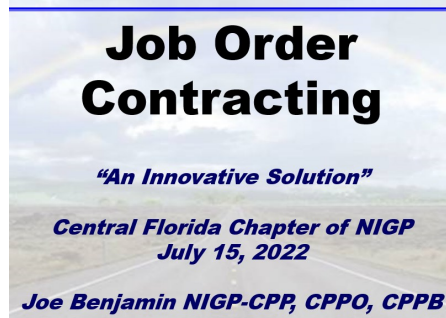 Job Order
Contracting
“An Innovative Solution”
Central Florida Chapter of NIGP
July 15, 2022
Joe Benjamin NIGP-CPP, CPPO, CPPB